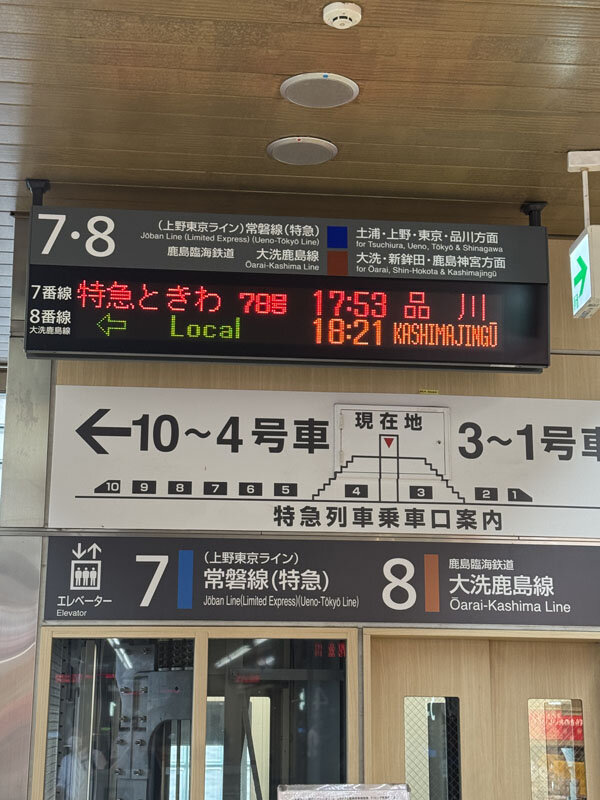 7・8
(上野東京ライン)常磐線(特急)
Jōban Line (Limited Express) (Ueno-Tōkyō Line)
土浦・上野・東京・品川方面
for Tsuchiura, Ueno, Tōkyō & Shinagawa
鹿島臨海鉄道 大洗鹿島線
Ōarai-Kashima Line
大洗・新鉾田・鹿島神宮方面
for Ōarai, Shin-Hokota & Kashimajingū
7番線 特急ときわ 78号 17:53 品 川
8番線 大洗鹿島線 ← Local 18:21 KASHIMAJINGŪ
←10~4号車 現在地 3~1号車
10 9 8 7 6 5 4 3 2 1
特急列車乗車口案内
エレベーター
Elevator
7
(上野東京ライン)
常磐線(特急)
Jōban Line(Limited Express)(Ueno-Tōkyō Line)
8
鹿島臨海鉄道
大洗鹿島線
Ōarai-Kashima Line